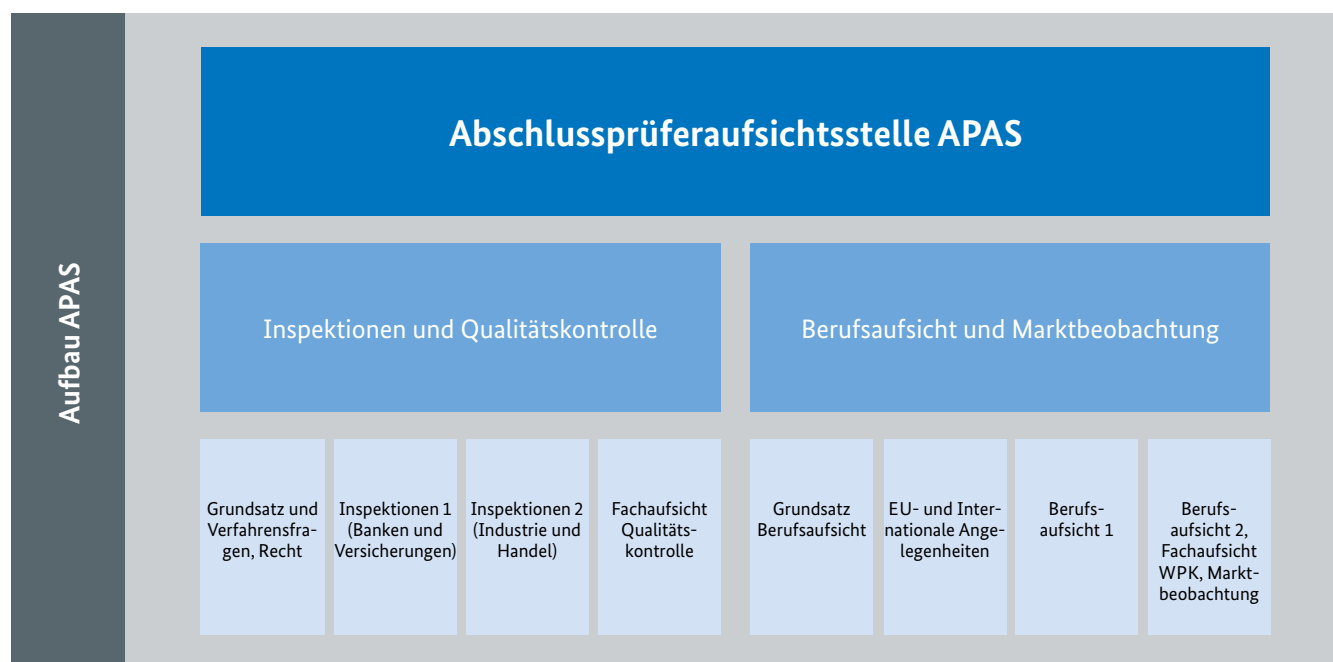 Aufbau APAS
Abschlussprüferaufsichtsstelle APAS
Inspektionen und Qualitätskontrolle
Berufsaufsicht und Marktbeobachtung
Grundsatz und
Verfahrensfra-
gen, Recht
Inspektionen 1
(Banken und
Versicherungen)
Inspektionen 2
(Industrie und
Handel)
Fachaufsicht
Qualitäts-
kontrolle
Grundsatz
Berufsaufsicht
EU- und Inter-
nationale Ange-
legenheiten
Berufs-
aufsicht 1
Berufs-
aufsicht 2,
Fachaufsicht
WPK, Markt-
beobachtung